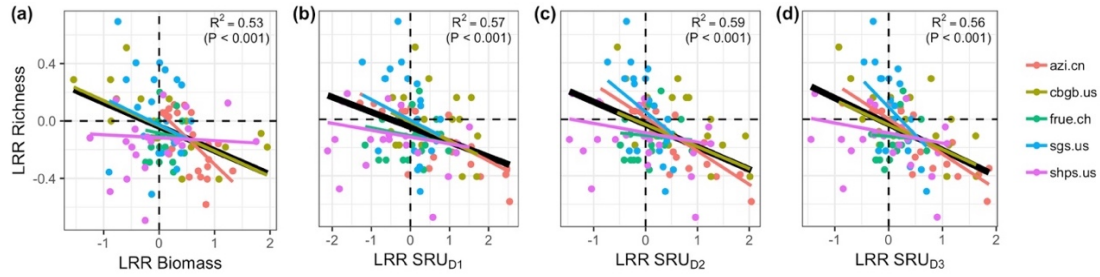 (a)
R² = 0.53
(P < 0.001)
(b)
R² = 0.57
(P < 0.001)
(c)
R² = 0.59
(P < 0.001)
(d)
R² = 0.56
(P < 0.001)
LRR Richness
0.4
0.0
-0.4
-1 0 1 2
LRR Biomass
-2 -1 0 1 2
LRR SRU_D1
-1 0 1 2
LRR SRU_D2
-1 0 1 2
LRR SRU_D3
azi.cn
cbgb.us
frue.ch
sgs.us
shps.us